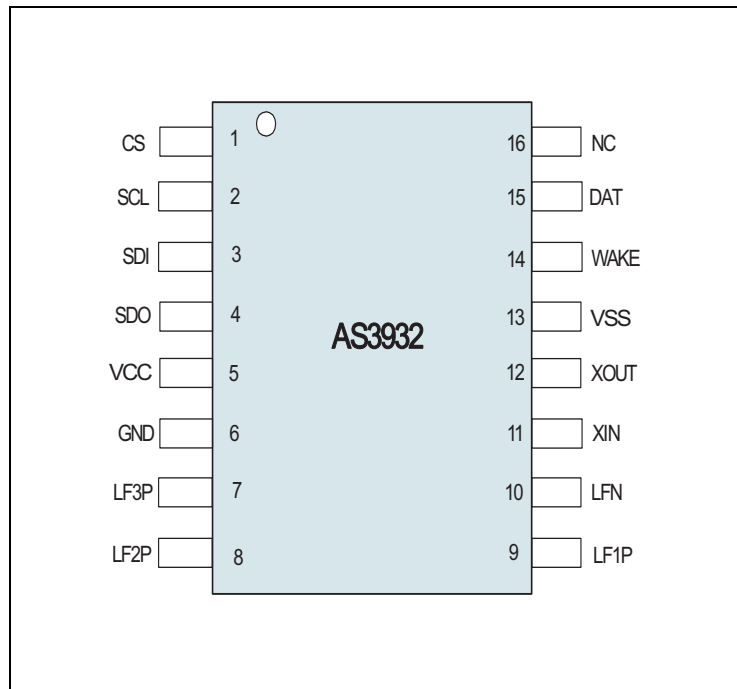 CS 1 16 NC
SCL 2 15 DAT
SDI 3 14 WAKE
SDO 4 13 VSS
AS3932
VCC 5 12 XOUT
GND 6 11 XIN
LF3P 7 10 LFN
LF2P 8 9 LF1P